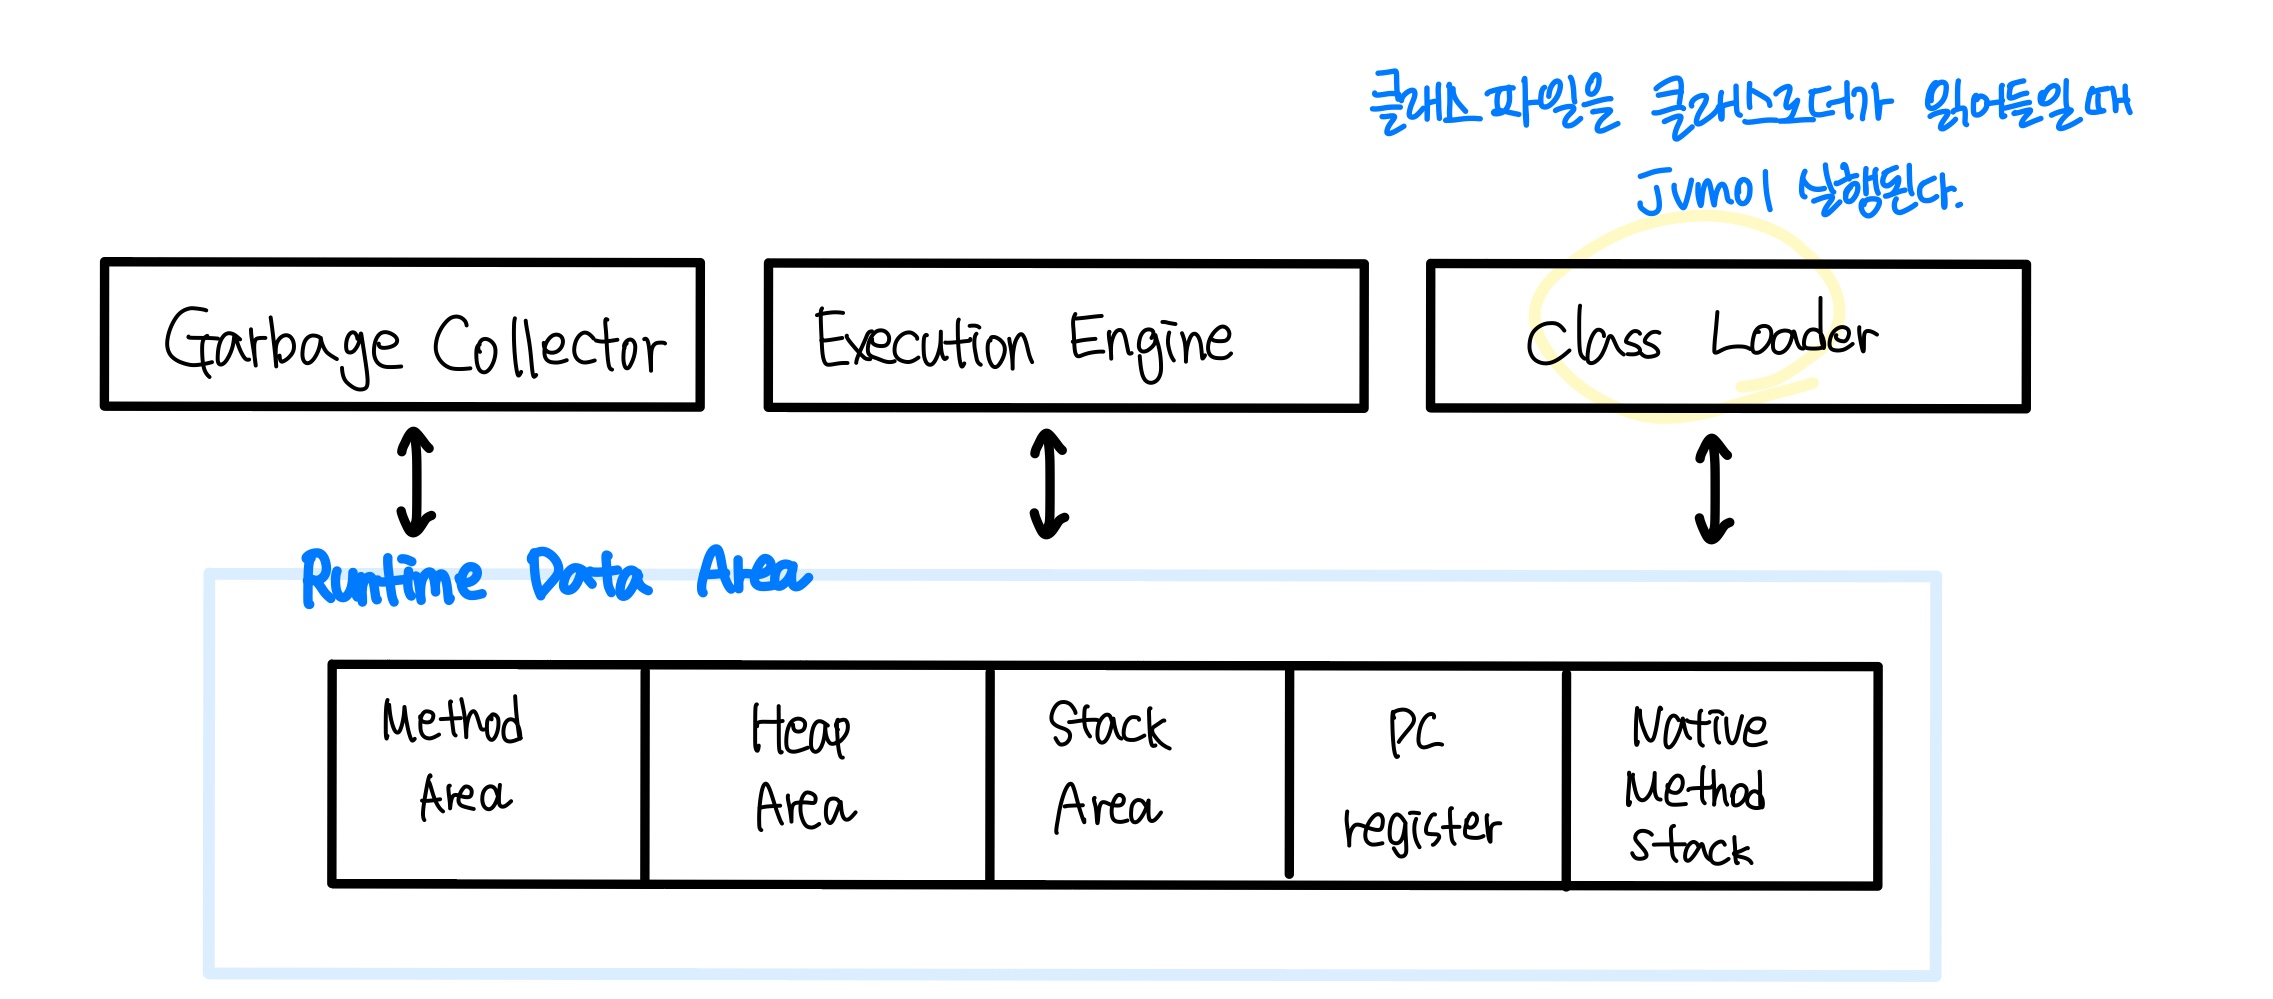 클래스 파일을 클래스로더가 읽어들일 때
Jvm이 실행된다.
Garbage Collector
Execution Engine
Class Loader
Runtime Data Area
Method
Area
Heap
Area
Stack
Area
PC
register
Native
Method
Stack